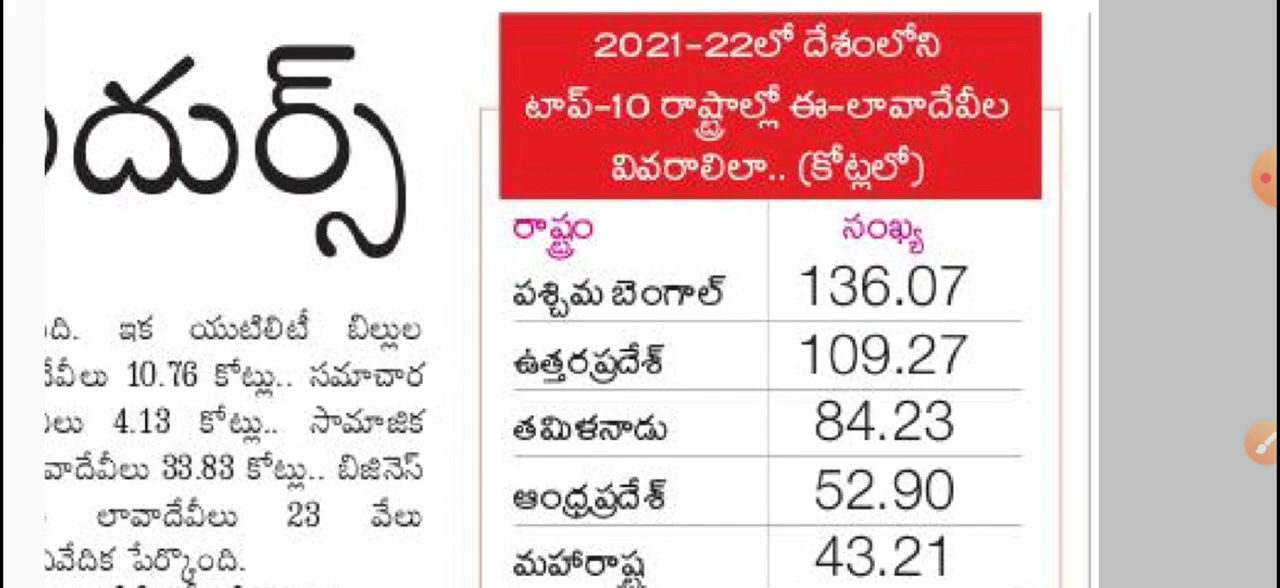 దుర్స్
ఇక యుటిలిటీ బిల్లుల
10.76 కోట్లు.. సమాచార
4.13 కోట్లు.. సామాజిక
33.83 కోట్లు.. బిజినెస్
లావాదేవీలు 23 వేలు
పేర్కొంది.
2021-22లో దేశంలోని
టాప్-10 రాష్ట్రాల్లో ఈ-లావాదేవీల
వివరాలిలా.. (కోట్లలో)
రాష్ట్రం సంఖ్య
పశ్చిమ బెంగాల్ 136.07
ఉత్తరప్రదేశ్ 109.27
తమిళనాడు 84.23
ఆంధ్రప్రదేశ్ 52.90
మహారాష్ట్ర 43.21